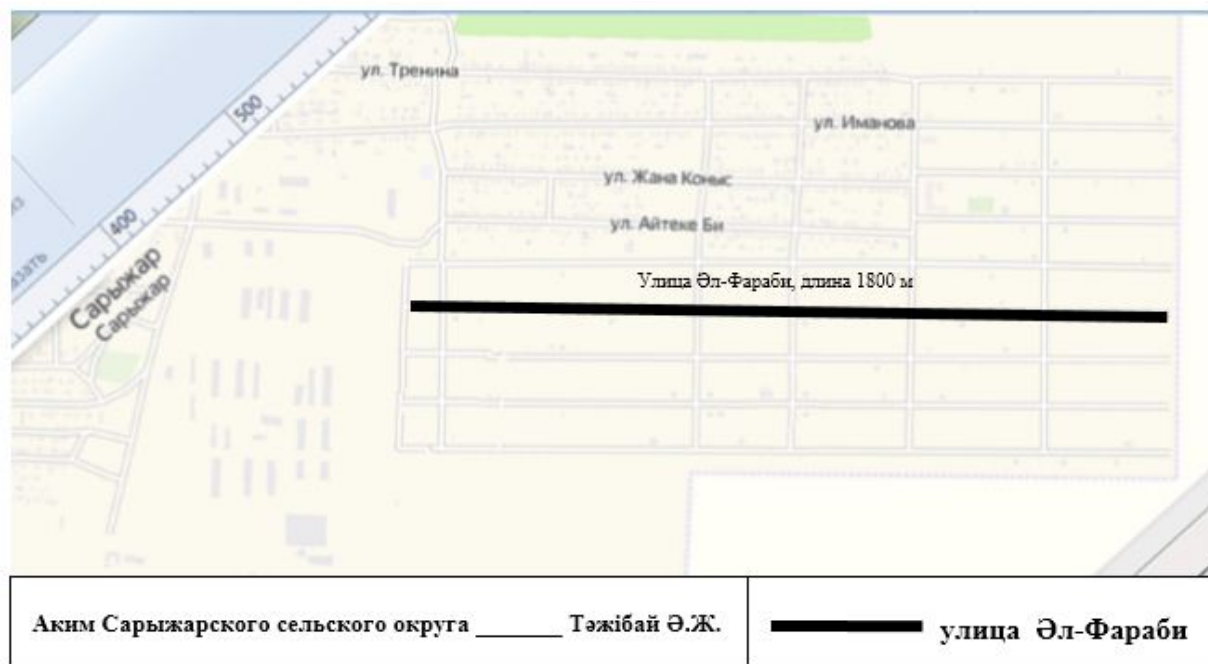 ул. Тренина
500
ул. Иманова
ул. Жана Коныс
400
ул. Айтеке Би
Сарыжар
Сарыжар
Улица Әл-Фараби, длина 1800 м
Аким Сарыжарского сельского округа ______ Тәжібай Ә.Ж.
улица Әл-Фараби